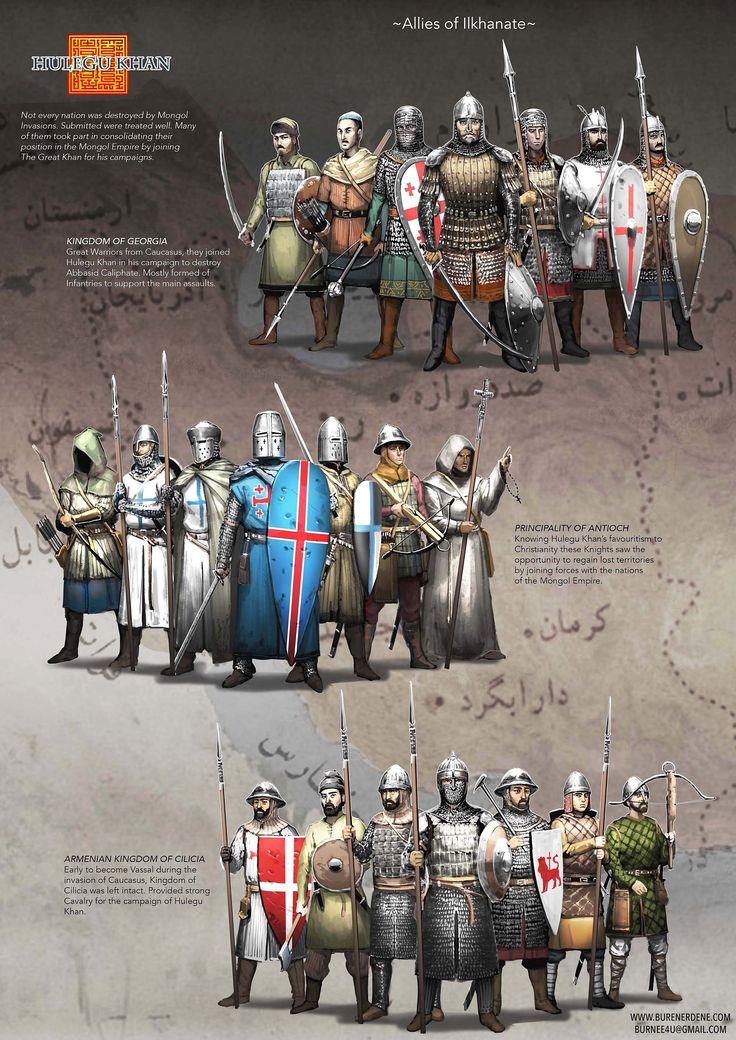 ~Allies of Ilkhanate~
HULEGU KHAN
Not every nation was destroyed by Mongol
Invasions. Submitted were treated well. Many
of them took part in consolidating their
position in the Mongol Empire by joining
The Great Khan for his campaigns.
KINGDOM OF GEORGIA
Great Warriors from Caucasus, they joined
Hulegu Khan in his campaign to destroy
Abbasid Caliphate. Mostly formed of
Infantries to support the main assaults.
ارمنستان
آذربایجان
صددروازه
PRINCIPALITY OF ANTIOCH
Knowing Hulegu Khan's favouritism to
Christianity these Knights saw the
opportunity to regain lost territories
by joining forces with the nations
of the Mongol Empire.
بابل
کرمان
دارابگرد
ARMENIAN KINGDOM OF CILICIA
Early to become Vassal during the
invasion of Caucasus, Kingdom of
Cilicia was left intact. Provided strong
Cavalry for the campaign of Hulegu
Khan.
WWW.BURENERDENE.COM
BURNEE4U@GMAIL.COM